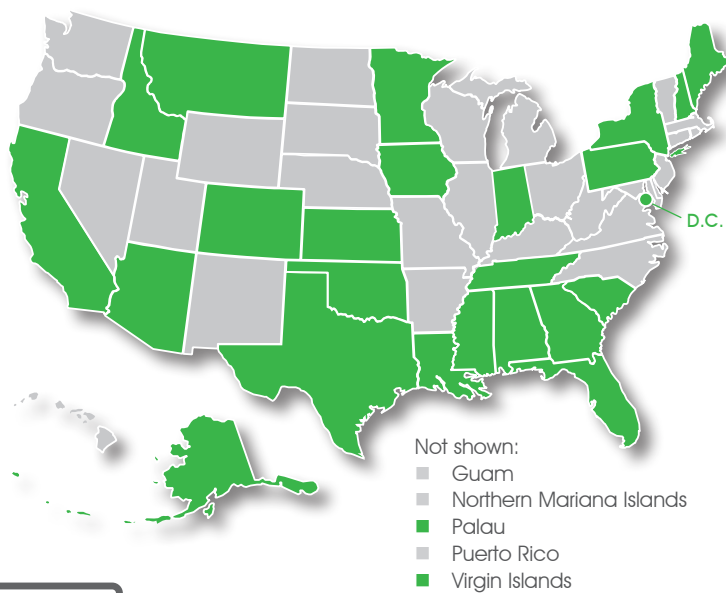 D.C.
Not shown:
Guam
Northern Mariana Islands
Palau
Puerto Rico
Virgin Islands